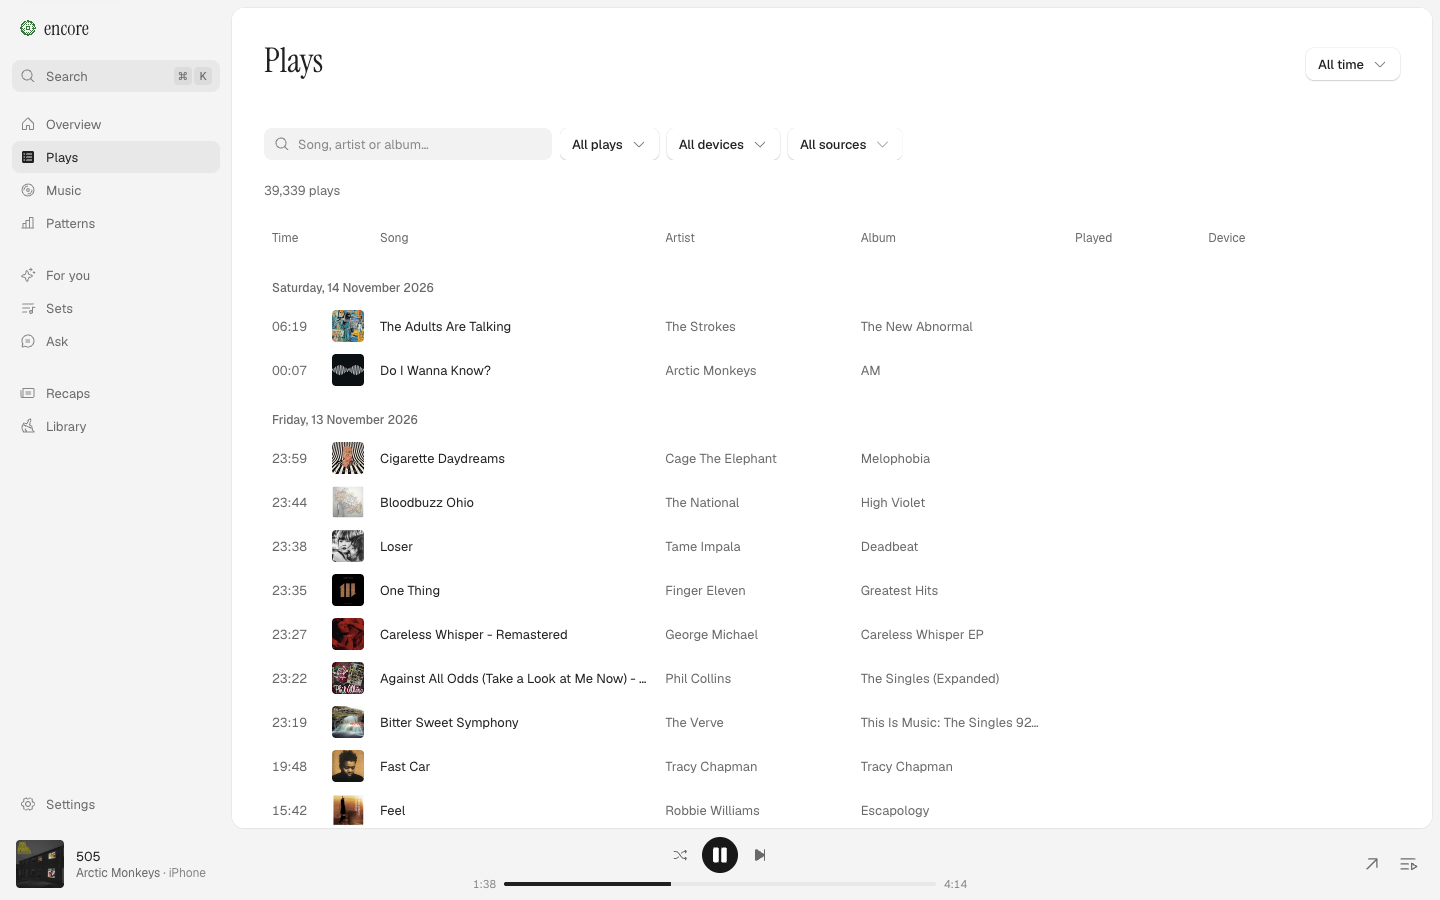 encore
Search ⌘ K
Overview
Plays
Music
Patterns
For you
Sets
Ask
Recaps
Library
Settings
Plays
All time
Song, artist or album…
All plays
All devices
All sources
39,339 plays
Time Song Artist Album Played Device
Saturday, 14 November 2026
06:19 The Adults Are Talking The Strokes The New Abnormal
00:07 Do I Wanna Know? Arctic Monkeys AM
Friday, 13 November 2026
23:59 Cigarette Daydreams Cage The Elephant Melophobia
23:44 Bloodbuzz Ohio The National High Violet
23:38 Loser Tame Impala Deadbeat
23:35 One Thing Finger Eleven Greatest Hits
23:27 Careless Whisper - Remastered George Michael Careless Whisper EP
23:22 Against All Odds (Take a Look at Me Now) - … Phil Collins The Singles (Expanded)
23:19 Bitter Sweet Symphony The Verve This Is Music: The Singles 92…
19:48 Fast Car Tracy Chapman Tracy Chapman
15:42 Feel Robbie Williams Escapology
505
Arctic Monkeys · iPhone
1:38 4:14